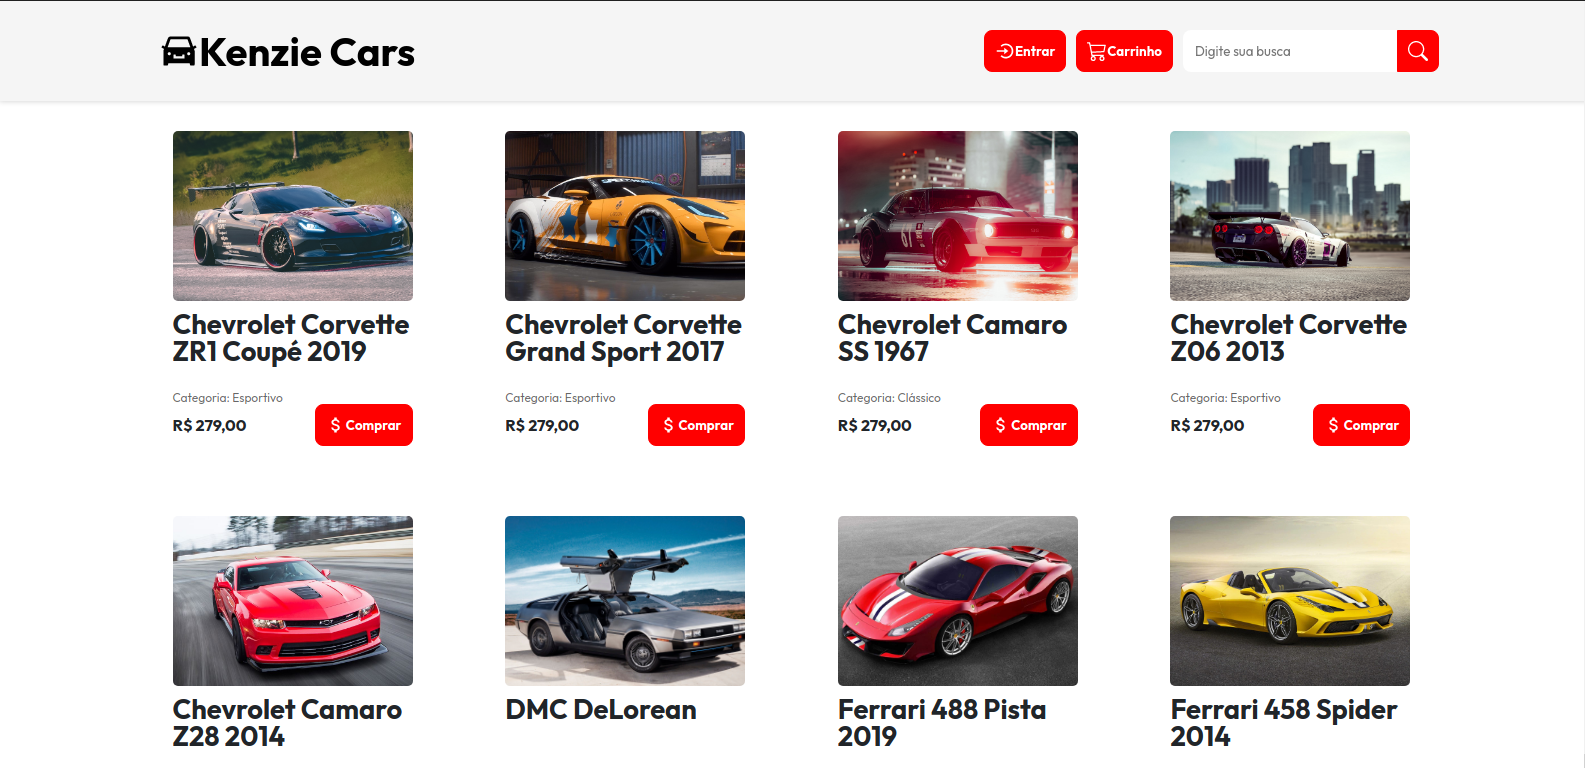 Kenzie Cars
Entrar
Carrinho
Digite sua busca
Chevrolet Corvette
ZR1 Coupé 2019
Categoria: Esportivo
R$ 279,00
$ Comprar
Chevrolet Corvette
Grand Sport 2017
Categoria: Esportivo
R$ 279,00
$ Comprar
Chevrolet Camaro
SS 1967
Categoria: Clássico
R$ 279,00
$ Comprar
Chevrolet Corvette
Z06 2013
Categoria: Esportivo
R$ 279,00
$ Comprar
Chevrolet Camaro
Z28 2014
DMC DeLorean
Ferrari 488 Pista
2019
Ferrari 458 Spider
2014